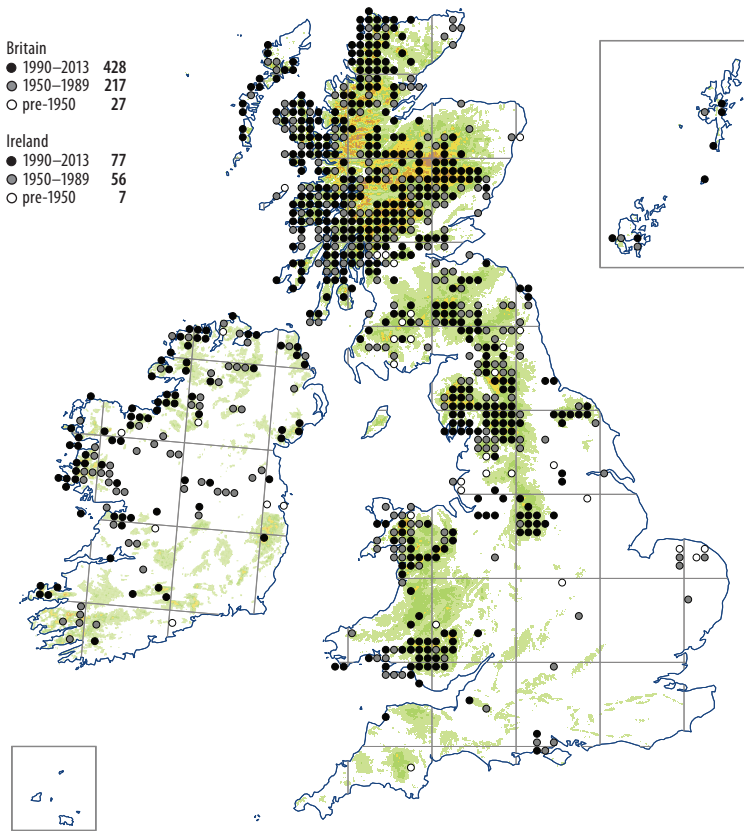 Britain
● 1990–2013 428
● 1950–1989 217
○ pre-1950 27
Ireland
● 1990–2013 77
● 1950–1989 56
○ pre-1950 7